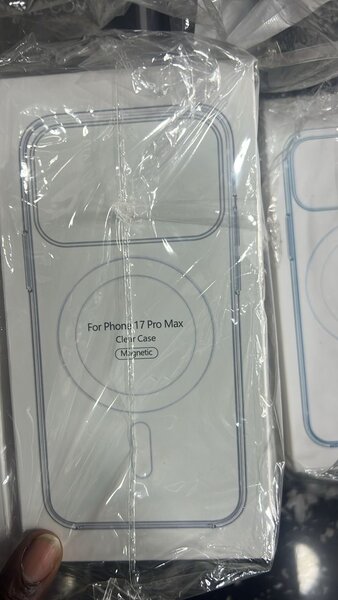 For Phone 17 Pro Max
Clear Case
Magnetic